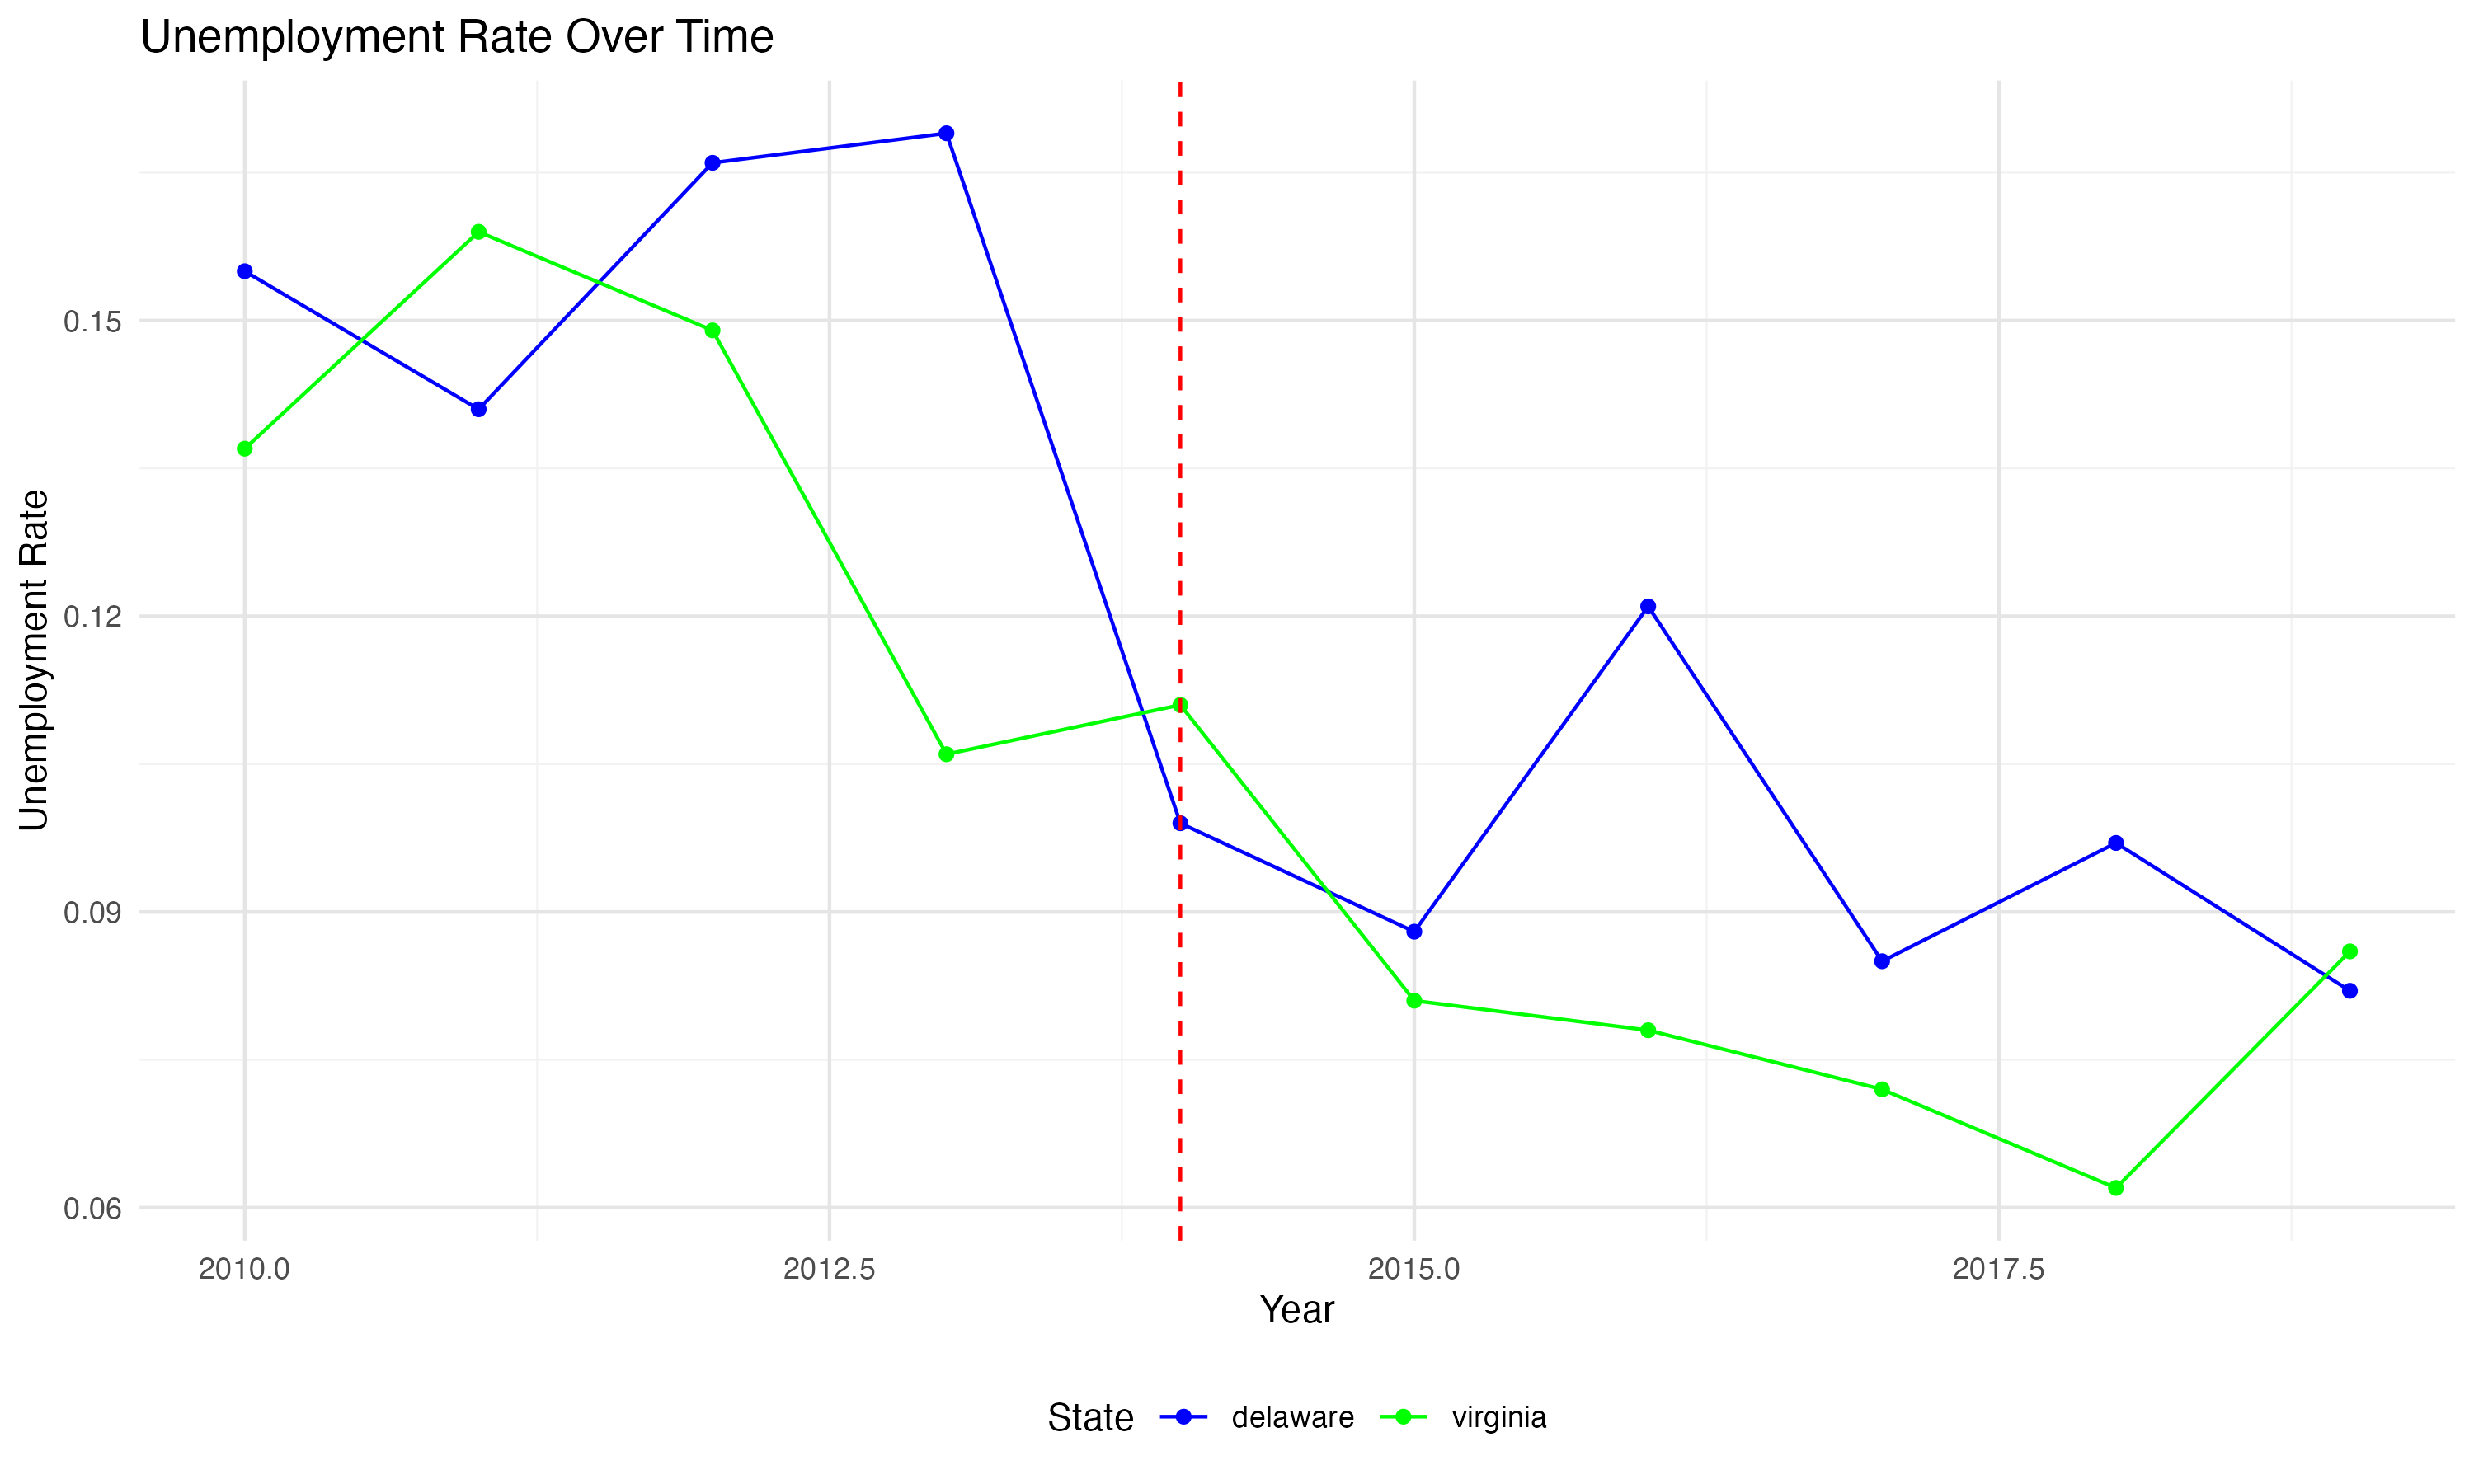 Unemployment Rate Over Time
Unemployment Rate
0.15
0.12
0.09
0.06
2010.0 2012.5 2015.0 2017.5
Year
State delaware virginia